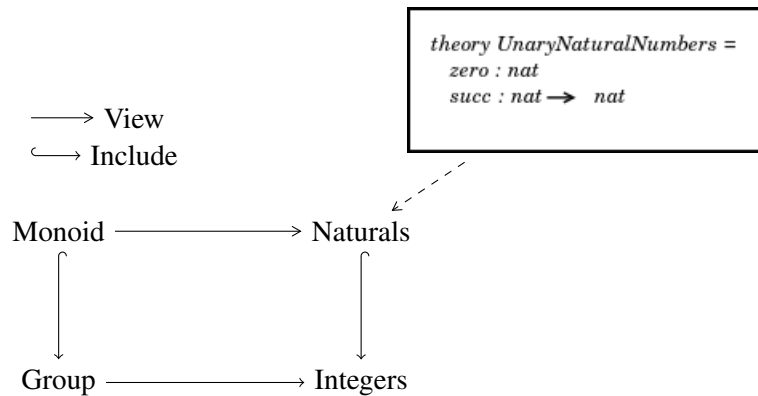 theory UnaryNaturalNumbers =
zero : nat
succ : nat → nat
View
Include
Monoid
Naturals
Group
Integers